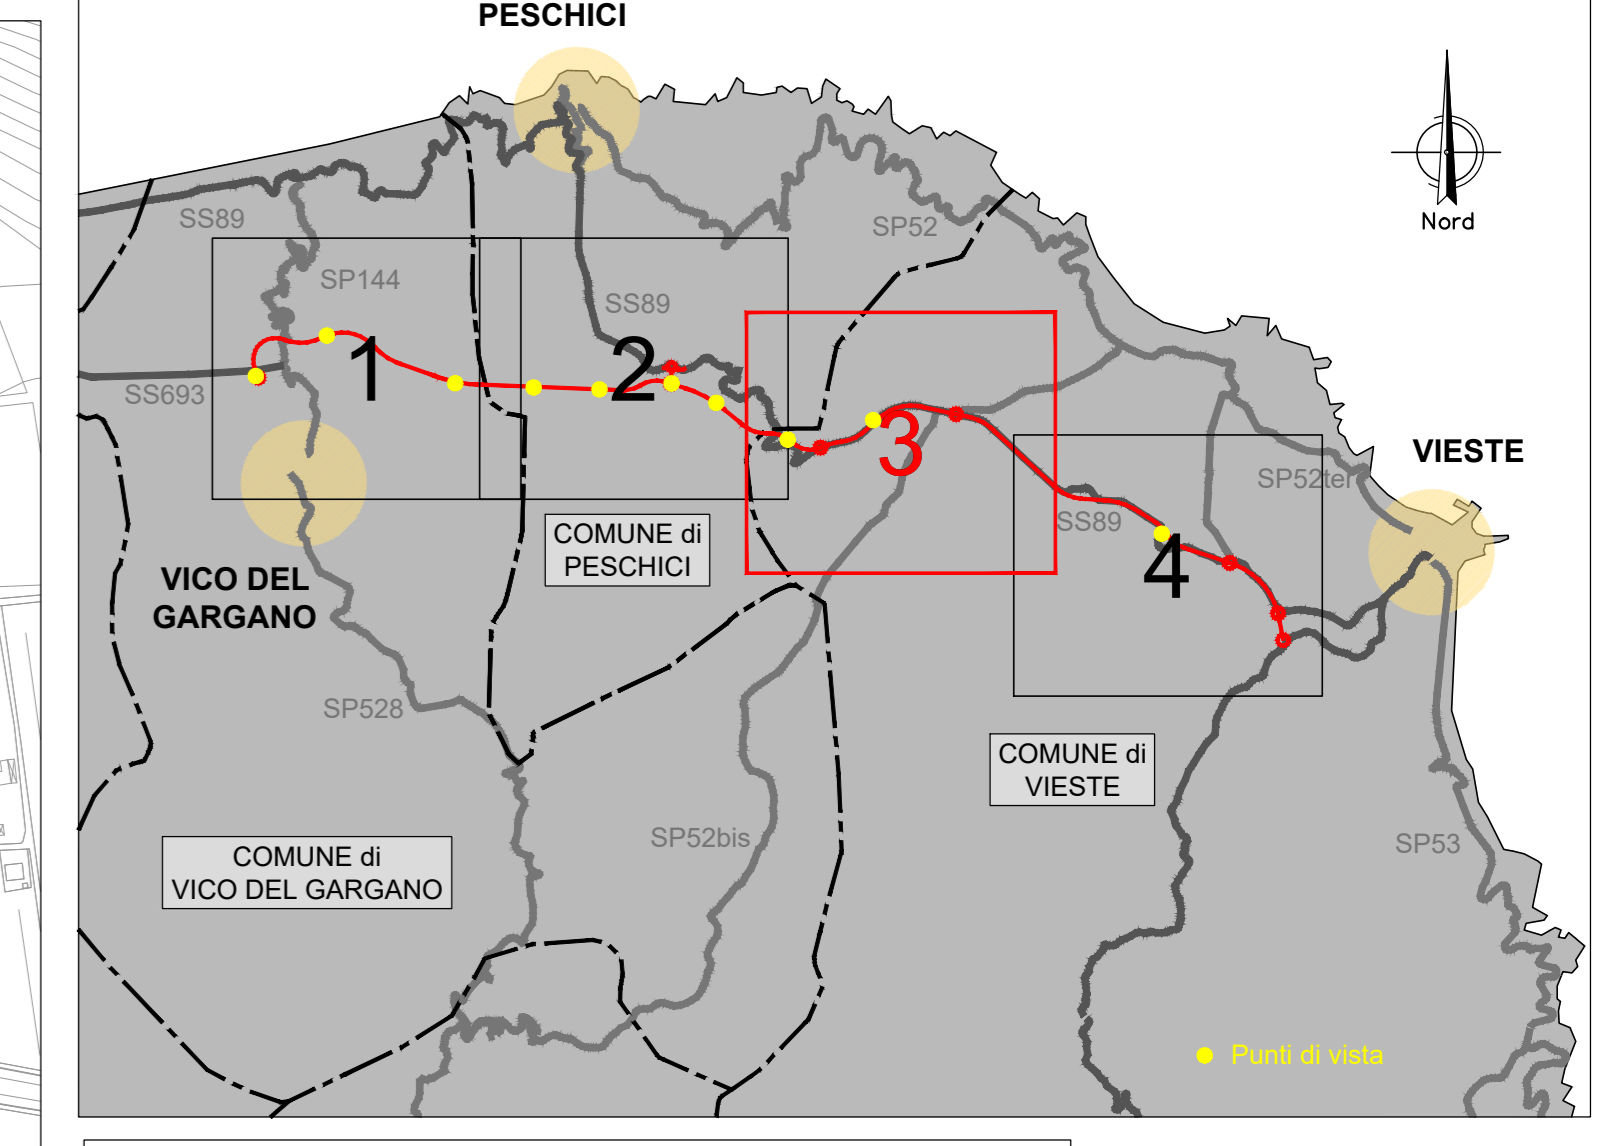 PESCHICI
Nord
SS89
SP52
SP144
SS89
1
2
SS693
3
VIESTE
SP52ter
SS89
COMUNE di
PESCHICI
4
VICO DEL
GARGANO
SP528
COMUNE di
VIESTE
SP52bis
SP53
COMUNE di
VICO DEL GARGANO
Punti di vista